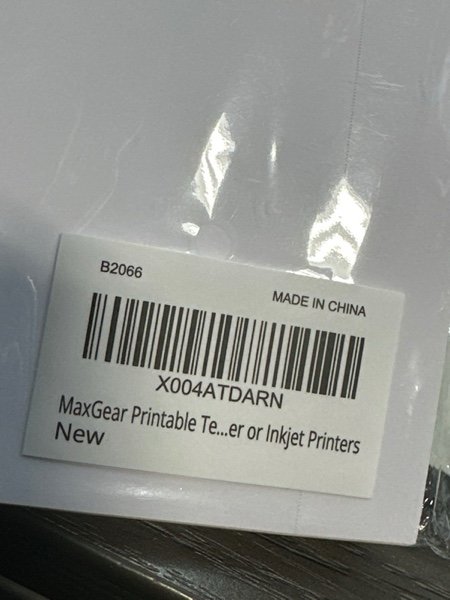 B2066
MADE IN CHINA
X004ATDARN
MaxGear Printable Te...er or Inkjet Printers
New